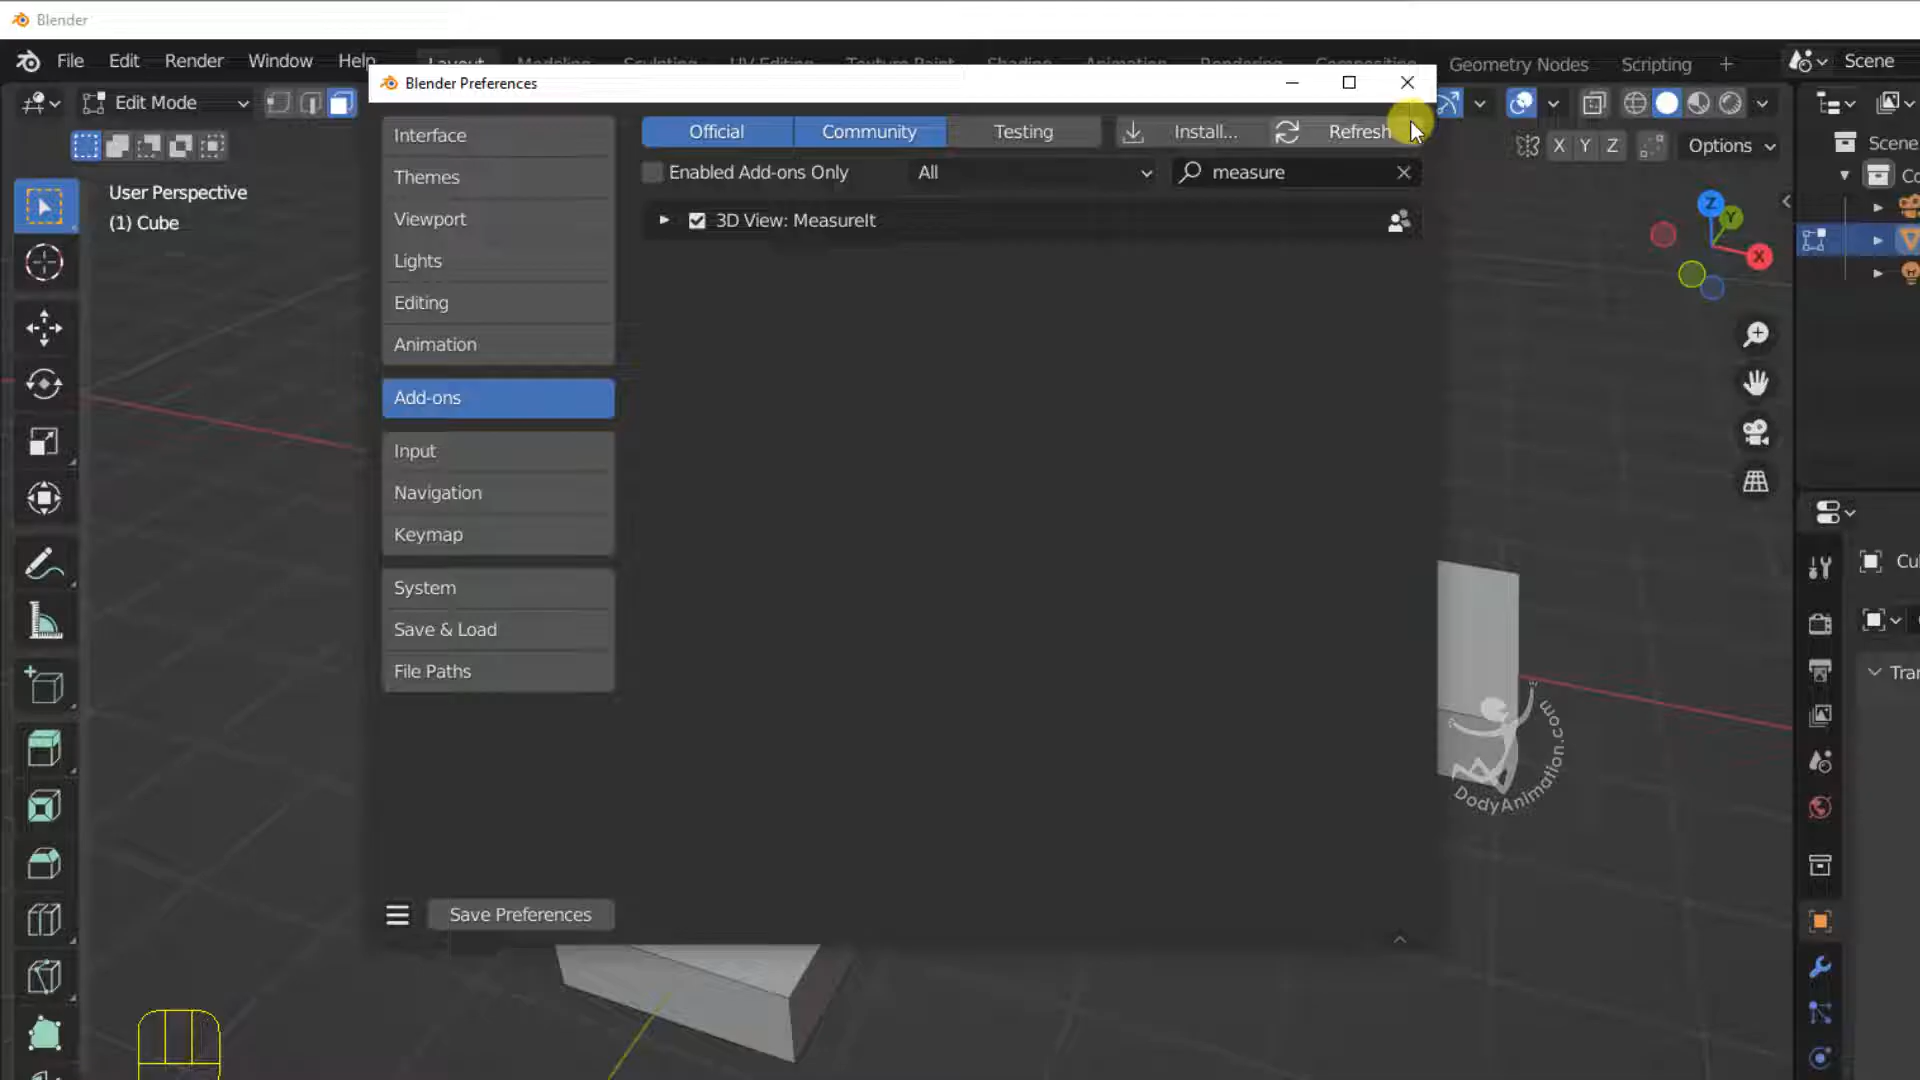 Blender
File Edit Render Window Help
Layout Modeling Sculpting UV Editing Texture Paint Shading Animation Rendering Compositing Geometry Nodes Scripting +
Scene
Blender Preferences
Edit Mode
Official Community Testing Install... Refresh
Interface
Enabled Add-ons Only All measure
X Y Z Options
Scene
Themes
Co
User Perspective
(1) Cube
Viewport
3D View: MeasureIt
Z
Y
X
Lights
Editing
Animation
Add-ons
Input
Navigation
Keymap
System
Save & Load
File Paths
Cu
Tran
DodyAnimation.com
Save Preferences